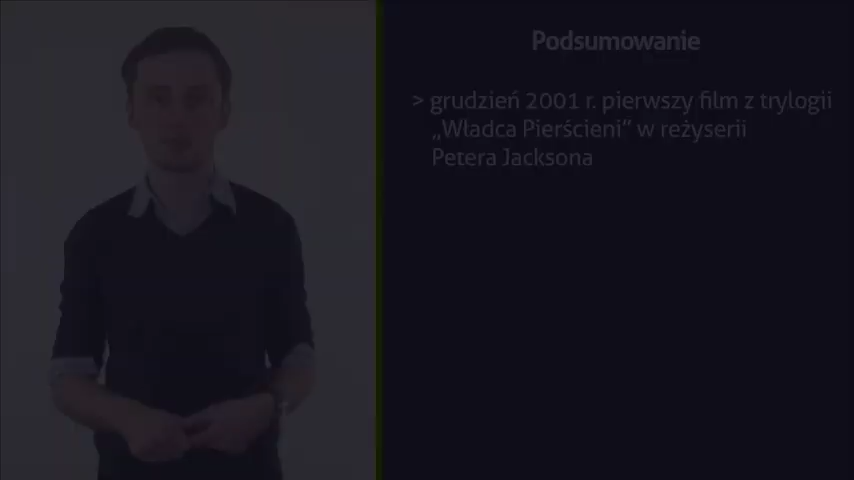 Podsumowanie
> grudzień 2001 r. pierwszy film z trylogii
„Władca Pierścieni” w reżyserii
Petera Jacksona